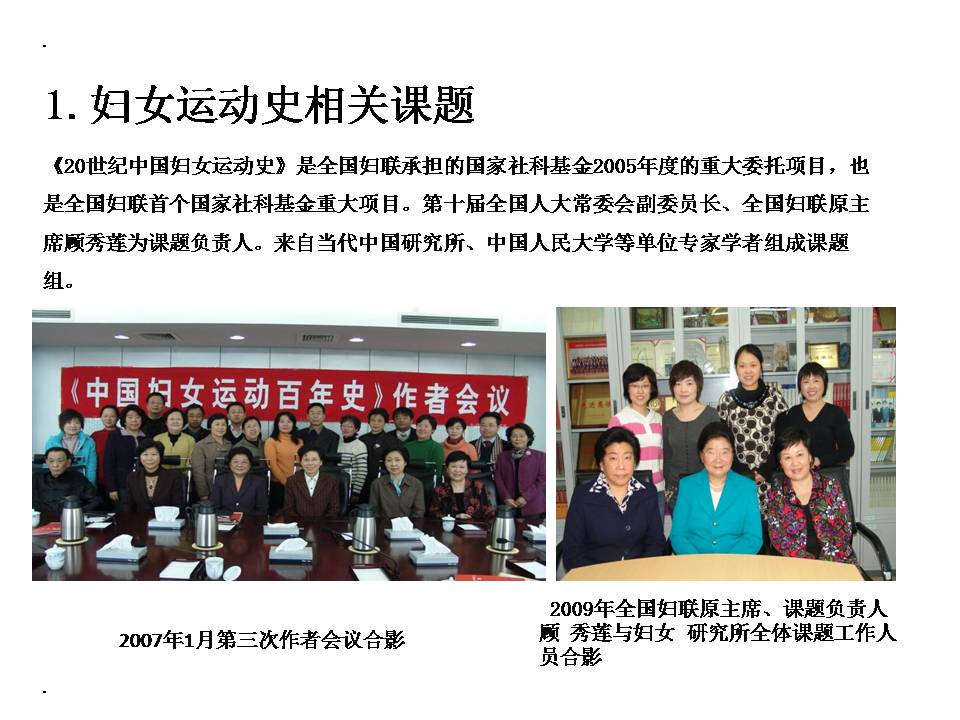 1.妇女运动史相关课题
《20世纪中国妇女运动史》是全国妇联承担的国家社科基金2005年度的重大委托项目，也
是全国妇联首个国家社科基金重大项目。第十届全国人大常委会副委员长、全国妇联原主
席顾秀莲为课题负责人。来自当代中国研究所、中国人民大学等单位专家学者组成课题
组。
《中国妇女运动百年史》作者会议
2007年1月第三次作者会议合影
2009年全国妇联原主席、课题负责人
顾 秀莲与妇女 研究所全体课题工作人
员合影